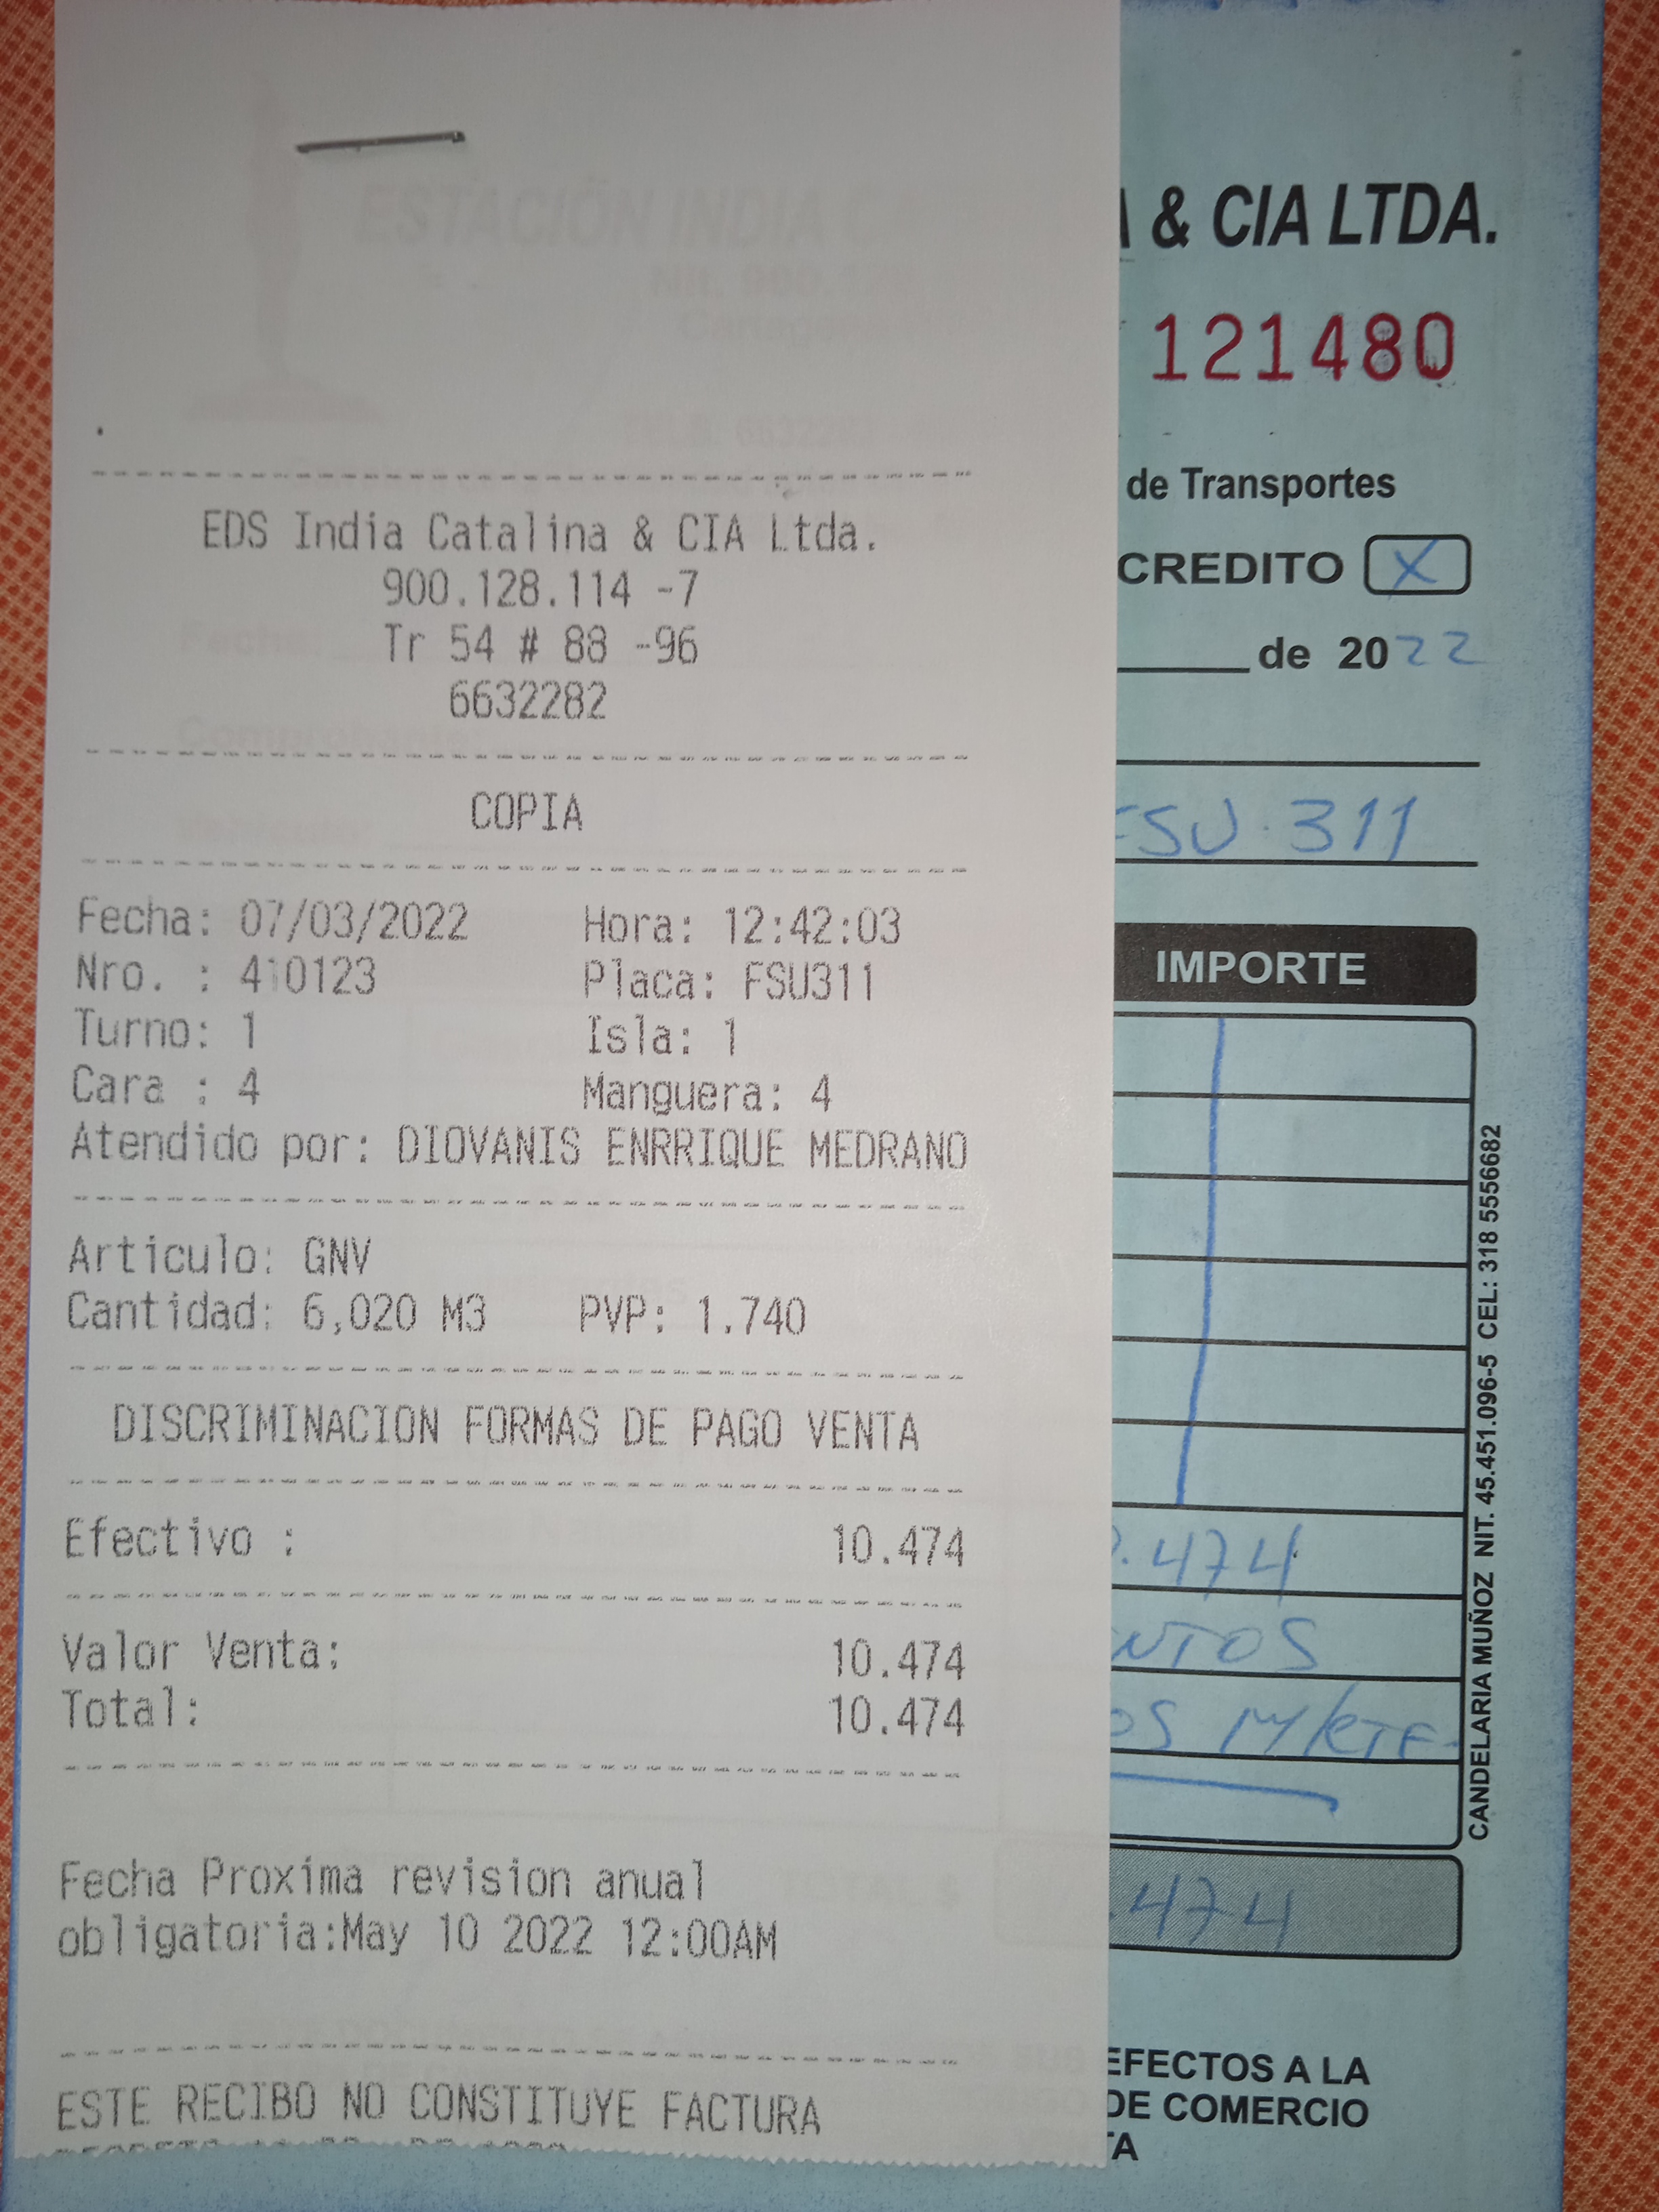 EDS India Catalina & CIA Ltda.
900.128.114 -7
Tr 54 # 88 -96
6632282
COPIA
Fecha: 07/03/2022 Hora: 12:42:03
Nro. : 410123 Placa: FSU311
Turno: 1 Isla: 1
Cara : 4 Manguera: 4
Atendido por: DIOVANIS ENRRIQUE MEDRANO
Articulo: GNV
Cantidad: 6,020 M3 PVP: 1.740
DISCRIMINACION FORMAS DE PAGO VENTA
Efectivo : 10.474
Valor Venta: 10.474
Total: 10.474
Fecha Proxima revision anual
obligatoria:May 10 2022 12:00AM
ESTE RECIBO NO CONSTITUYE FACTURA
& CIA LTDA.
121480
de Transportes
CREDITO X
de 2022
FSU·311
IMPORTE
.474
NTOS
OS M/CTE
.474
EFECTOS A LA
DE COMERCIO
TA
CANDELARIA MUÑOZ NIT. 45.451.096-5 CEL: 318 5556682